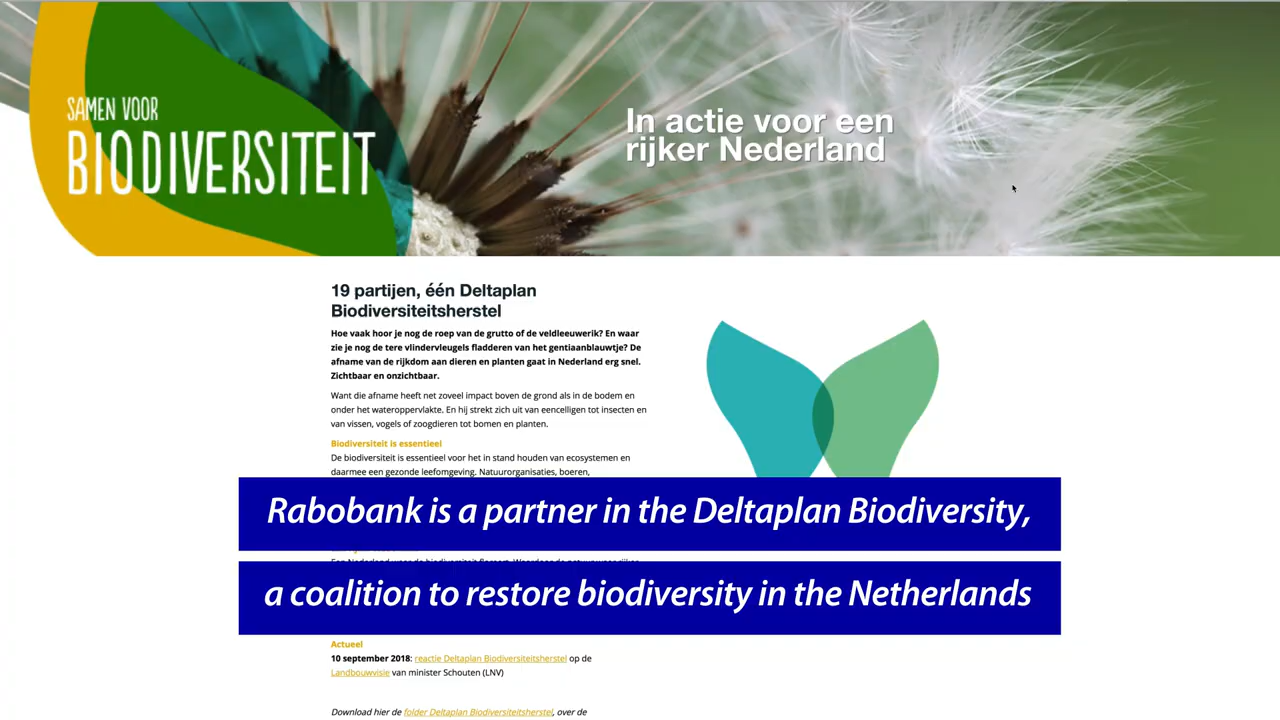 SAMEN VOOR
BIODIVERSITEIT
In actie voor een
rijker Nederland
19 partijen, één Deltaplan
Biodiversiteitsherstel
Hoe vaak hoor je nog de roep van de grutto of de veldleeuwerik? En waar
zie je nog de tere vlindervleugels fladderen van het gentiaanblauwtje? De
afname van de rijkdom aan dieren en planten gaat in Nederland erg snel.
Zichtbaar en onzichtbaar.
Want die afname heeft net zoveel impact boven de grond als in de bodem en
onder het wateroppervlakte. En hij strekt zich uit van eencelligen tot insecten en
van vissen, vogels of zoogdieren tot bomen en planten.
Biodiversiteit is essentieel
De biodiversiteit is essentieel voor het in stand houden van ecosystemen en
daarmee een gezonde leefomgeving. Natuurorganisaties, boeren,
Rabobank is a partner in the Deltaplan Biodiversity,
a coalition to restore biodiversity in the Netherlands
Actueel
10 september 2018: reactie Deltaplan Biodiversiteitsherstel op de
Landbouwvisie van minister Schouten (LNV)
Download hier de folder Deltaplan Biodiversiteitsherstel, over de